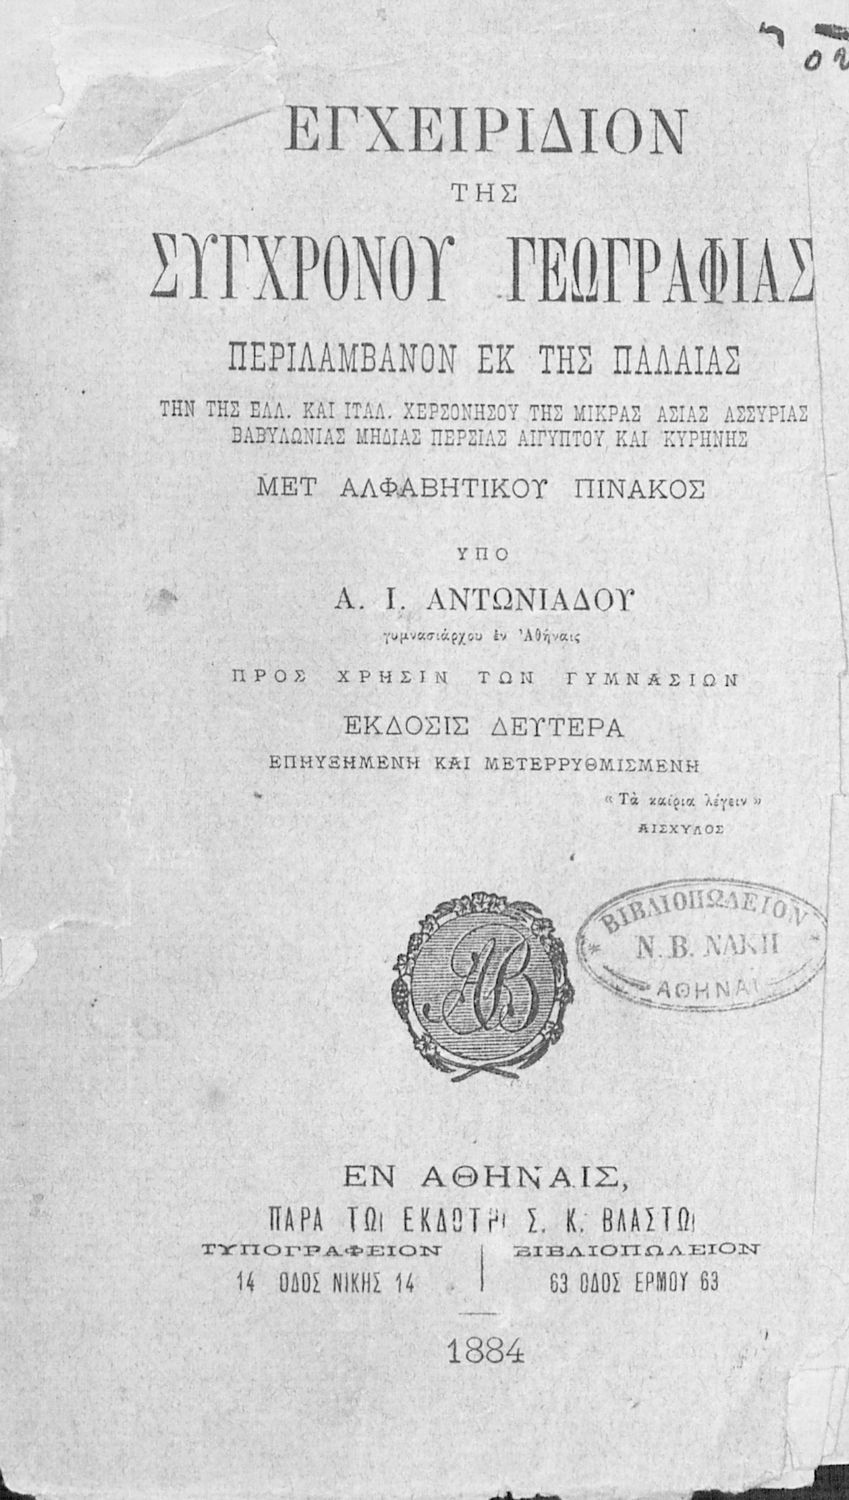 ΕΓΧΕΙΡΙΔΙΟΝ
ΤΗΣ
ΣΥΓΧΡΟΝΟΥ ΓΕΩΓΡΑΦΙΑΣ
ΠΕΡΙΛΑΜΒΑΝΟΝ ΕΚ ΤΗΣ ΠΑΛΑΙΑΣ
ΤΗΝ ΤΗΣ ΕΛΛ. ΚΑΙ ΙΤΑΛ. ΧΕΡΣΟΝΗΣΟΥ ΤΗΣ ΜΙΚΡΑΣ ΑΣΙΑΣ ΑΣΣΥΡΙΑΣ
ΒΑΒΥΛΩΝΙΑΣ ΜΗΔΙΑΣ ΠΕΡΣΙΑΣ ΑΙΓΥΠΤΟΥ ΚΑΙ ΚΥΡΗΝΗΣ
ΜΕΤ ΑΛΦΑΒΗΤΙΚΟΥ ΠΙΝΑΚΟΣ
ΥΠΟ
Α. Ι. ΑΝΤΩΝΙΑΔΟΥ
γυμνασιάρχου ἐν Ἀθήναις
ΠΡΟΣ ΧΡΗΣΙΝ ΤΩΝ ΓΥΜΝΑΣΙΩΝ
ΕΚΔΟΣΙΣ ΔΕΥΤΕΡΑ
ΕΠΗΥΞΗΜΕΝΗ ΚΑΙ ΜΕΤΕΡΡΥΘΜΙΣΜΕΝΗ
« Τὰ καίρια λέγειν »
ΑΙΣΧΥΛΟΣ
ΒΙΒΛΙΟΠΩΛΕΙΟΝ
Ν. Β. ΝΑΚΗ
ΑΘΗΝΑΙ
ΕΝ ΑΘΗΝΑΙΣ,
ΠΑΡΑ ΤΩΙ ΕΚΔΟΤΗΙ Σ. Κ. ΒΛΑΣΤΩΙ
ΤΥΠΟΓΡΑΦΕΙΟΝ | ΒΙΒΛΙΟΠΩΛΕΙΟΝ
14 ΟΔΟΣ ΝΙΚΗΣ 14 | 63 ΟΔΟΣ ΕΡΜΟΥ 63
1884